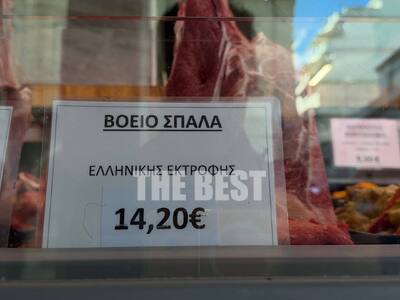 ΒΟΕΙΟ ΣΠΑΛΑ
ΕΛΛΗΝΙΚΗΣ ΕΚΤΡΟΦΗΣ
THE BEST
14,20€